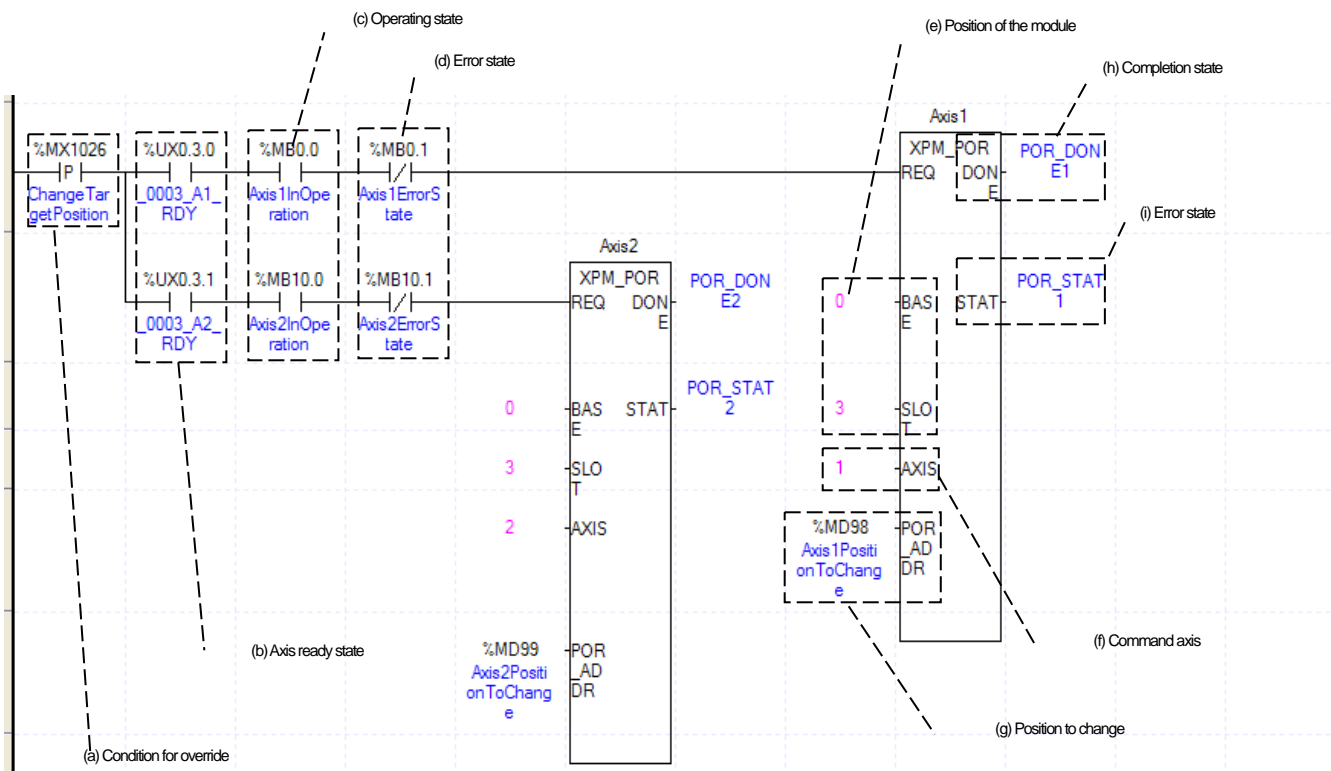 (c) Operating state
(e) Position of the module
(d) Error state
(h) Completion state
Axis1
%MX1026
%UX0.3.0
%MB0.0
%MB0.1
XPM_POR
POR_DON
E1
P
REQ
DON
E
ChangeTar
getPosition
_0003_A1_
RDY
Axis1InOpe
ration
Axis1ErrorS
tate
(i) Error state
Axis2
%UX0.3.1
%MB10.0
%MB10.1
XPM_POR
POR_DON
E2
REQ
DON
E
0
BAS
E
STAT
POR_STAT
1
_0003_A2_
RDY
Axis2InOpe
ration
Axis2ErrorS
tate
0
BAS
E
STAT
POR_STAT
2
3
SLO
T
3
SLO
T
1
AXIS
2
AXIS
%MD98
Axis1Positi
onToChang
e
POR
_AD
DR
(b) Axis ready state
%MD99
Axis2Positi
onToChang
e
POR
_AD
DR
(f) Command axis
(g) Position to change
(a) Condition for override